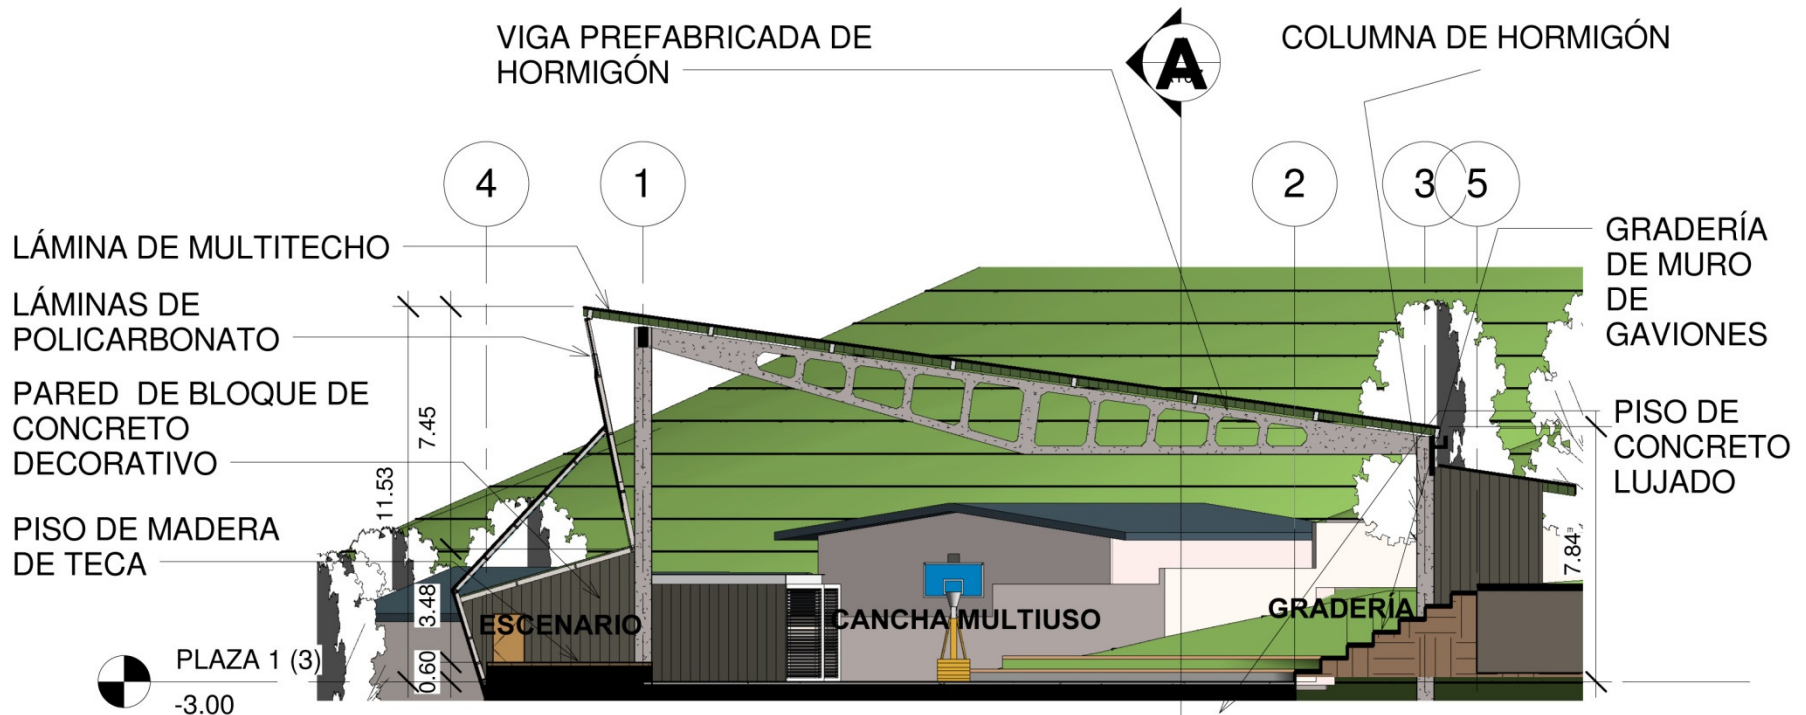 VIGA PREFABRICADA DE
HORMIGÓN
A
COLUMNA DE HORMIGÓN
4
1
2
3
5
LÁMINA DE MULTITECHO
LÁMINAS DE
POLICARBONATO
PARED DE BLOQUE DE
CONCRETO
DECORATIVO
PISO DE MADERA
DE TECA
GRADERÍA
DE MURO
DE
GAVIONES
PISO DE
CONCRETO
LUJADO
7.45
11.53
3.48
0.60
7.84
ESCENARIO
CANCHA MULTIUSO
GRADERÍA
PLAZA 1 (3)
-3.00